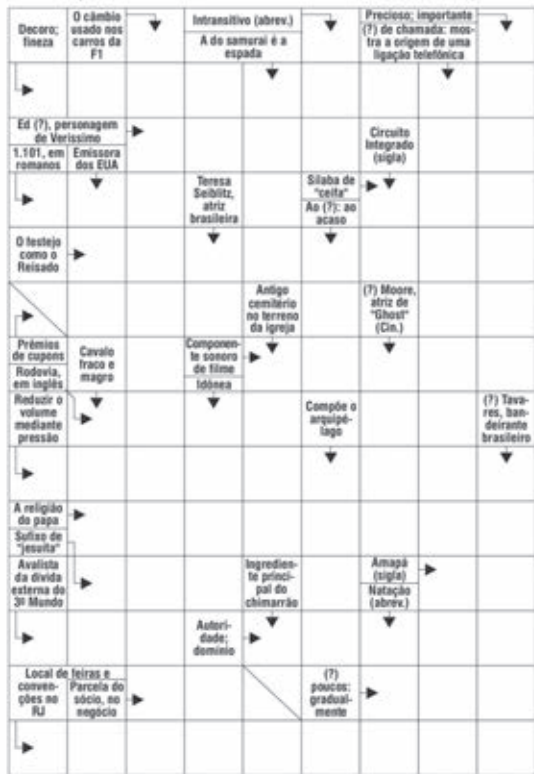 Decoro;
fineza
O câmbio
usado nos
carros da
F1
Intransitivo (abrev.)
A do samurai é a
espada
Precioso; importante
(?) de chamada: mos-
tra a origem de uma
ligação telefônica
Ed (?), personagem
de Verissimo
1.101, em
romanos
Emissora
dos EUA
Circuito
Integrado
(sigla)
Teresa
Seiblitz,
atriz
brasileira
Sílaba de
"ceifa"
Ao (?): ao
acaso
O festejo
como o
Reisado
Antigo
cemitério
no terreno
da igreja
(?) Moore,
atriz de
"Ghost"
(Cin.)
Prêmios
de cupons
Rodovia,
em inglês
Cavalo
fraco e
magro
Componen-
te sonoro
de filme
Idônea
Reduzir o
volume
mediante
pressão
Compõe o
arquipé-
lago
(?) Tava-
res, ban-
deirante
brasileiro
A religião
do papa
Sufixo de
"jesuíta"
Avalista
da dívida
externa do
3º Mundo
Ingredien-
te princi-
pal do
chimarrão
Amapá
(sigla)
Natação
(abrev.)
Autori-
dade;
domínio
Local de feiras e
conven-
ções no
RJ
Parcela do
sócio, no
negócio
(?)
poucos:
gradual-
mente